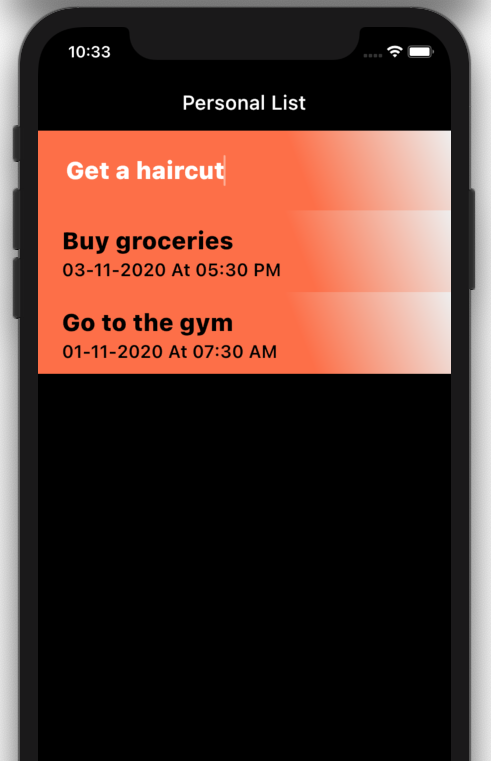 10:33
Personal List
Get a haircut
Buy groceries
03-11-2020 At 05:30 PM
Go to the gym
01-11-2020 At 07:30 AM